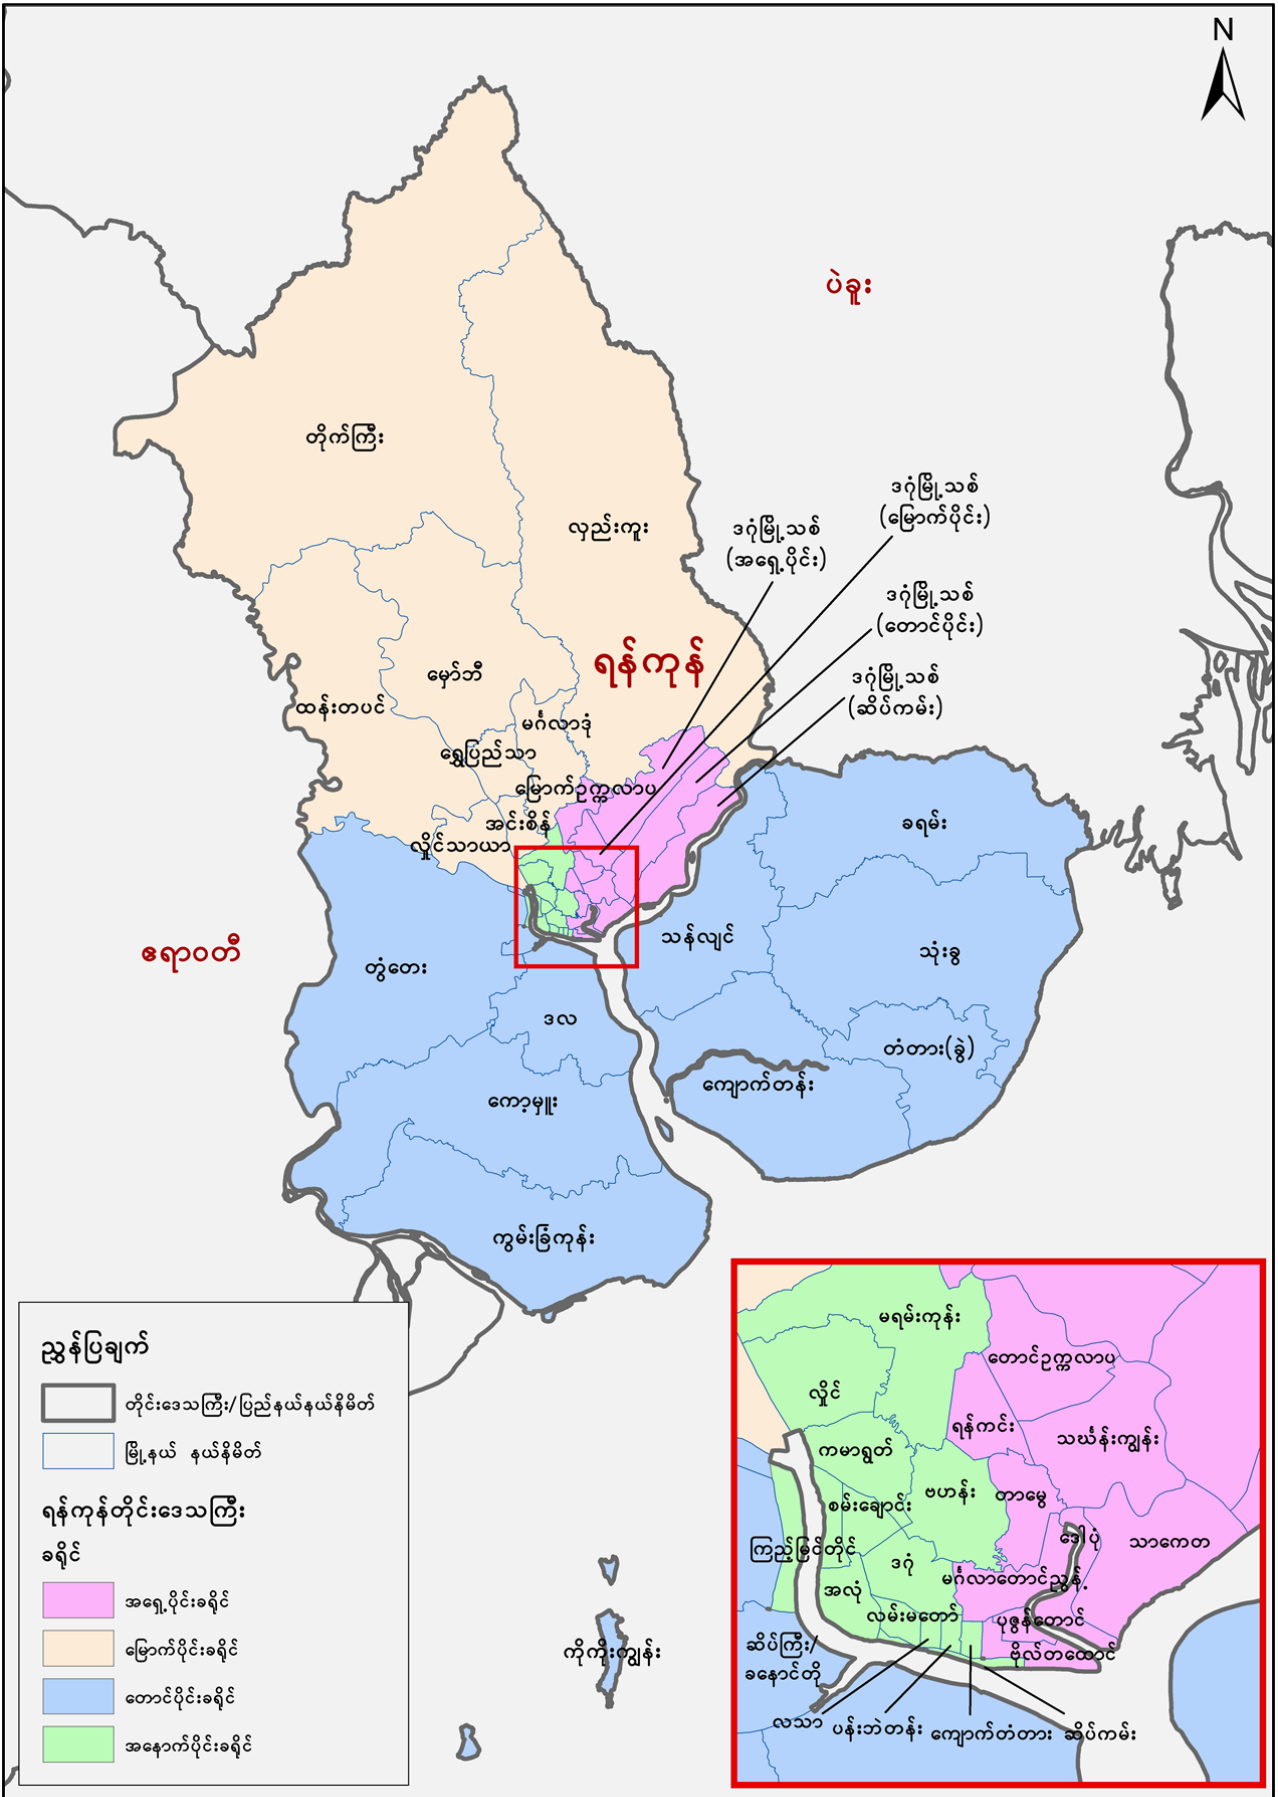 N
ပဲခူး
တိုက်ကြီး
လှည်းကူး
ဒဂုံမြို့သစ်
(မြောက်ပိုင်း)
ဒဂုံမြို့သစ်
(အရှေ့ပိုင်း)
ဒဂုံမြို့သစ်
(တောင်ပိုင်း)
ဒဂုံမြို့သစ်
(ဆိပ်ကမ်း)
ရန်ကုန်
မှော်ဘီ
ထန်းတပင်
မင်္ဂလာဒုံ
ရွှေပြည်သာ
မြောက်ဥက္ကလာပ
အင်းစိန်
လှိုင်သာယာ
ခရမ်း
ဧရာဝတီ
သန်လျင်
သုံးခွ
တွံတေး
ဒလ
တံတား(ခွဲ)
ကျောက်တန်း
ကော့မှူး
ကွမ်းခြံကုန်း
ညွှန်ပြချက်
တိုင်းဒေသကြီး/ပြည်နယ်နယ်နိမိတ်
မြို့နယ် နယ်နိမိတ်
ရန်ကုန်တိုင်းဒေသကြီး
ခရိုင်
အရှေ့ပိုင်းခရိုင်
မြောက်ပိုင်းခရိုင်
တောင်ပိုင်းခရိုင်
အနောက်ပိုင်းခရိုင်
ကိုကိုးကျွန်း
မရမ်းကုန်း
တောင်ဥက္ကလာပ
လှိုင်
ရန်ကင်း
သင်္ဃန်းကျွန်း
ကမာရွတ်
ဗဟန်း
တာမွေ
စမ်းချောင်း
ဒေါပုံ
သာကေတ
ကြည့်မြင်တိုင်
ဒဂုံ
မင်္ဂလာတောင်ညွန့်
အလုံ
လမ်းမတော်
ပုဇွန်တောင်
ဗိုလ်တထောင်
ဆိပ်ကြီး/
ခနောင်တို
လသာ
ပန်းဘဲတန်း
ကျောက်တံတား
ဆိပ်ကမ်း